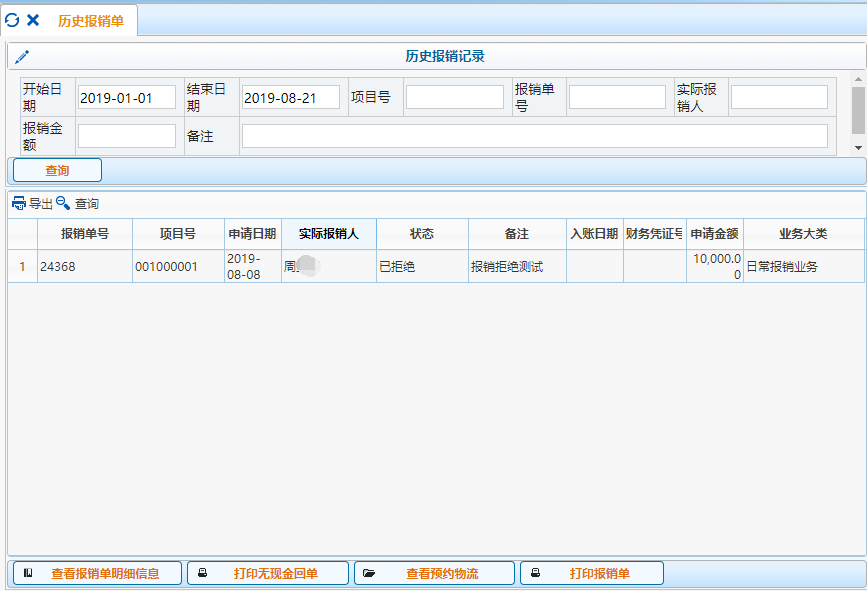 历史报销单
历史报销记录
开始日期 2019-01-01 结束日期 2019-08-21 项目号 报销单号 实际报销人
报销金额 备注
查询
导出 查询
报销单号 项目号 申请日期 实际报销人 状态 备注 入账日期 财务凭证号 申请金额 业务大类
1 24368 001000001 2019-08-08 周 已拒绝 报销拒绝测试 10,000.00 日常报销业务
查看报销单明细信息 打印无现金回单 查看预约物流 打印报销单